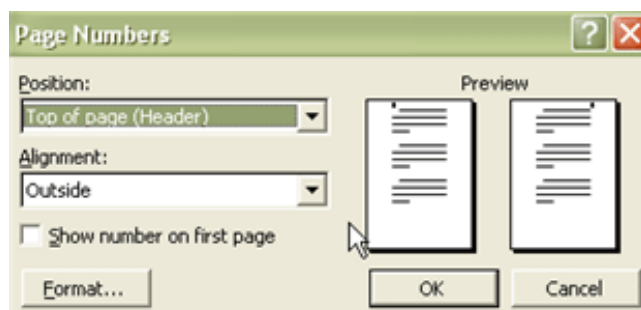 Page Numbers
Position:
Preview
Top of page (Header)
Alignment:
Outside
Show number on first page
Format...
OK
Cancel